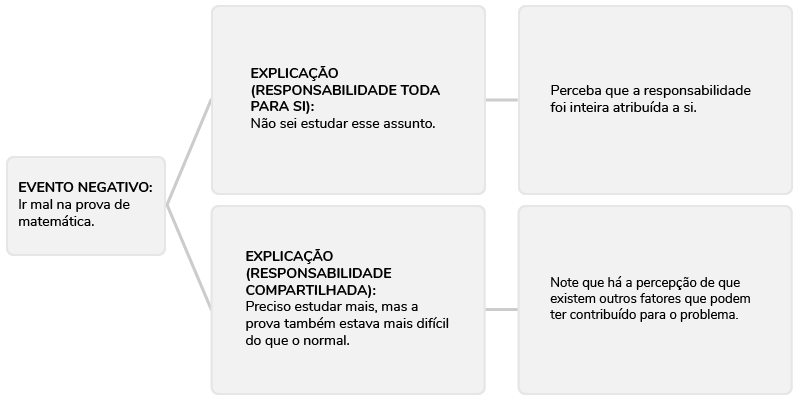 EVENTO NEGATIVO:
Ir mal na prova de
matemática.
EXPLICAÇÃO
(RESPONSABILIDADE TODA
PARA SI):
Não sei estudar esse assunto.
Perceba que a responsabilidade
foi inteira atribuída a si.
EXPLICAÇÃO
(RESPONSABILIDADE
COMPARTILHADA):
Preciso estudar mais, mas a
prova também estava mais difícil
do que o normal.
Note que há a percepção de que
existem outros fatores que podem
ter contribuído para o problema.